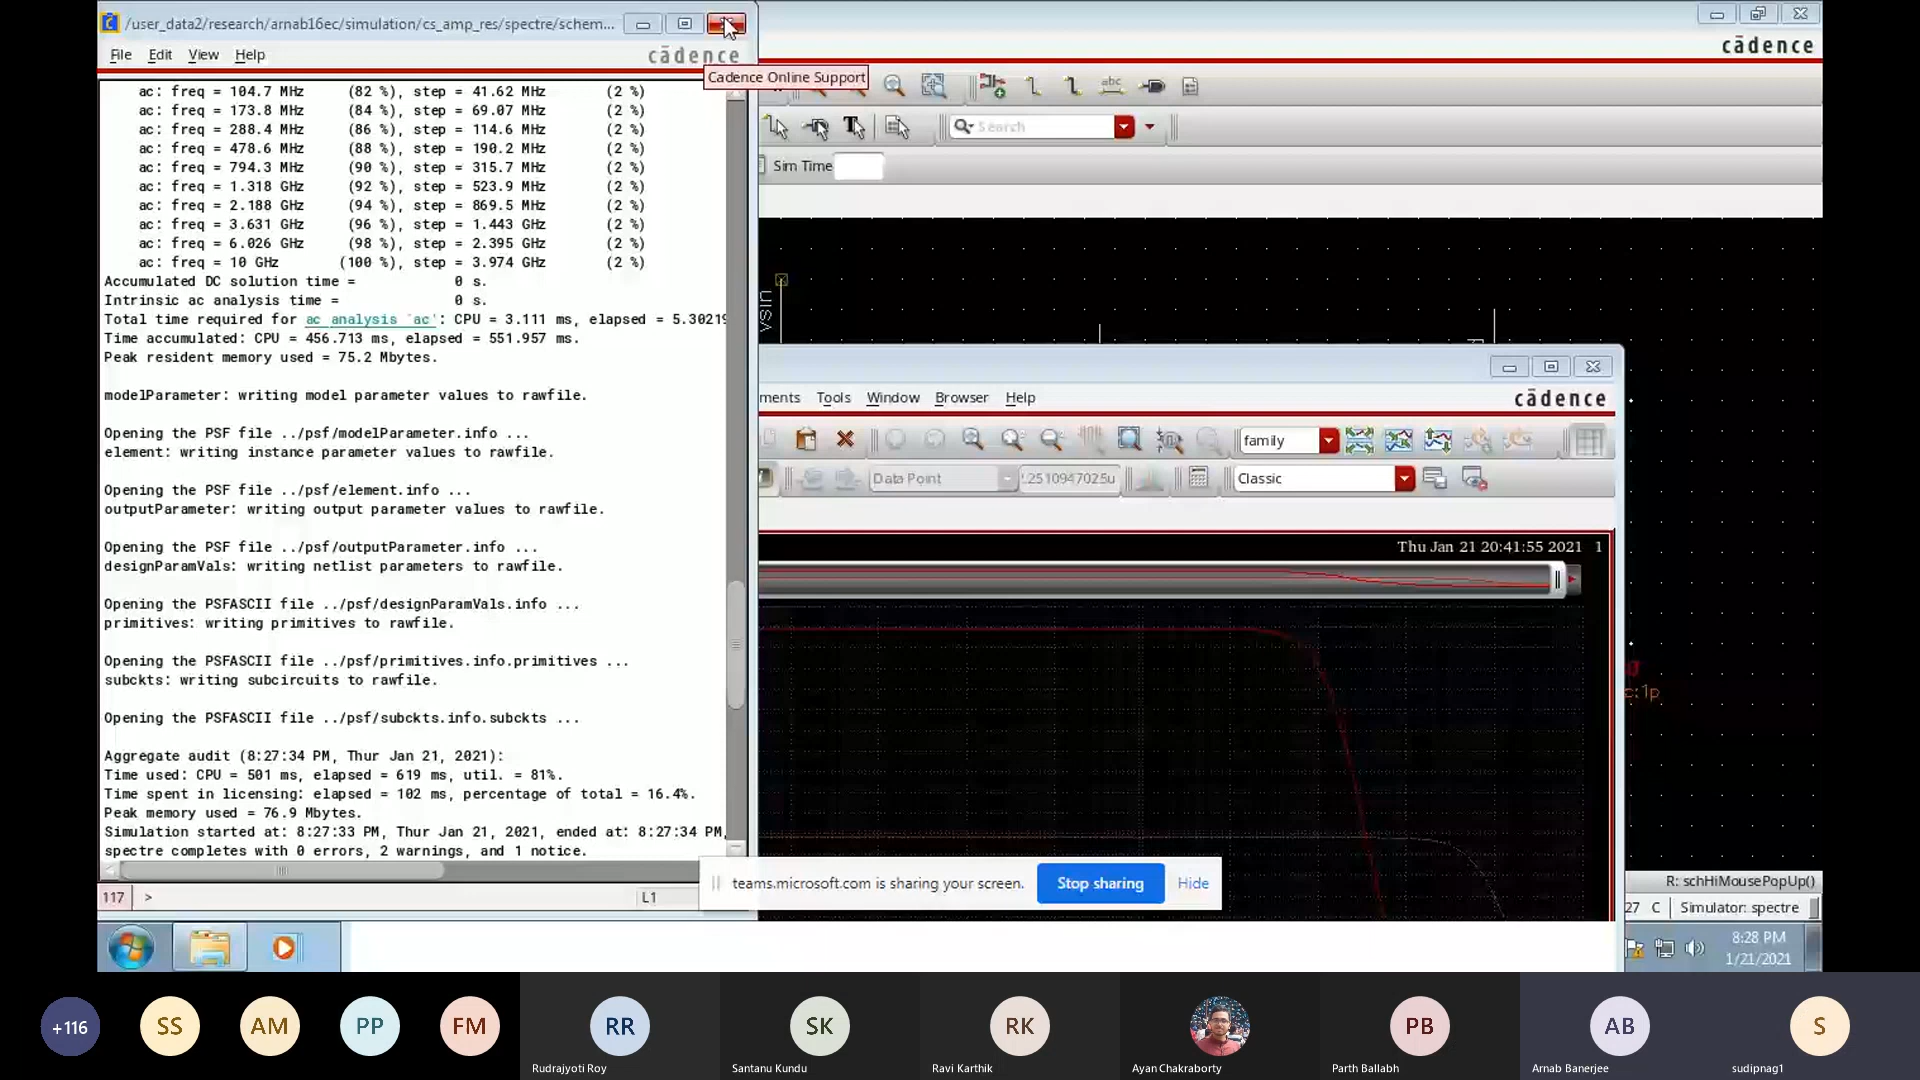 /user_data2/research/arnab16ec/simulation/cs_amp_res/spectre/schem...
File Edit View Help
cādence
Cadence Online Support
ac: freq = 104.7 MHz (82 %), step = 41.62 MHz (2 %)
ac: freq = 173.8 MHz (84 %), step = 69.07 MHz (2 %)
ac: freq = 288.4 MHz (86 %), step = 114.6 MHz (2 %)
ac: freq = 478.6 MHz (88 %), step = 190.2 MHz (2 %)
ac: freq = 794.3 MHz (90 %), step = 315.7 MHz (2 %)
ac: freq = 1.318 GHz (92 %), step = 523.9 MHz (2 %)
ac: freq = 2.188 GHz (94 %), step = 869.5 MHz (2 %)
ac: freq = 3.631 GHz (96 %), step = 1.443 GHz (2 %)
ac: freq = 6.026 GHz (98 %), step = 2.395 GHz (2 %)
ac: freq = 10 GHz (100 %), step = 3.974 GHz (2 %)
Accumulated DC solution time = 0 s.
Intrinsic ac analysis time = 0 s.
Total time required for ac analysis `ac': CPU = 3.111 ms, elapsed = 5.30219
Time accumulated: CPU = 456.713 ms, elapsed = 551.957 ms.
Peak resident memory used = 75.2 Mbytes.
modelParameter: writing model parameter values to rawfile.
Opening the PSF file ../psf/modelParameter.info ...
element: writing instance parameter values to rawfile.
Opening the PSF file ../psf/element.info ...
outputParameter: writing output parameter values to rawfile.
Opening the PSF file ../psf/outputParameter.info ...
designParamVals: writing netlist parameters to rawfile.
Opening the PSFASCII file ../psf/designParamVals.info ...
primitives: writing primitives to rawfile.
Opening the PSFASCII file ../psf/primitives.info.primitives ...
subckts: writing subcircuits to rawfile.
Opening the PSFASCII file ../psf/subckts.info.subckts ...
Aggregate audit (8:27:34 PM, Thur Jan 21, 2021):
Time used: CPU = 501 ms, elapsed = 619 ms, util. = 81%.
Time spent in licensing: elapsed = 102 ms, percentage of total = 16.4%.
Peak memory used = 76.9 Mbytes.
Simulation started at: 8:27:33 PM, Thur Jan 21, 2021, ended at: 8:27:34 PM,
spectre completes with 0 errors, 2 warnings, and 1 notice.
117 > L1
cādence
abc
T
Search
Sim Time
vsin
ments Tools Window Browser Help
cādence
family
Data Point .2510947025u Classic
Thu Jan 21 20:41:55 2021 1
c:1p
teams.microsoft.com is sharing your screen. Stop sharing Hide
R: schHiMousePopUp()
27 C Simulator: spectre
8:28 PM
1/21/2021
+116 SS AM PP FM RR SK RK PB AB S
Rudrajyoti Roy Santanu Kundu Ravi Karthik Ayan Chakraborty Parth Ballabh Arnab Banerjee sudipnag1